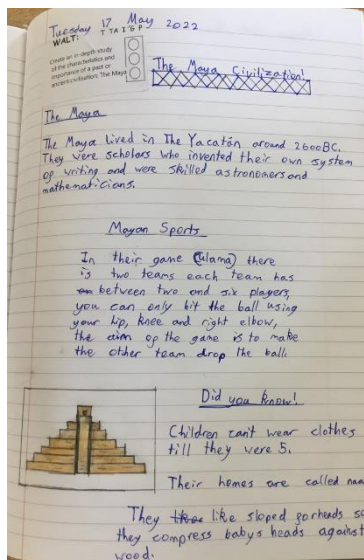 Tuesday 17 May 2022
WALT: T TA I GP
Create an in-depth study
of the characteristics and
importance of a past or
ancient civilisation: The Maya
The Maya Civilization!
The Maya
The Maya lived in The Yacatán around 2600BC.
They were scholars who invented their own system
of writing and were skilled astronomers and
mathematicians.
Mayan Sports
In their game (ulama) there
is two teams each team has
between two and six players,
you can only hit the ball using
your hip, knee and right elbow,
the aim of the game is to make
the other team drop the ball.
Did you know!
Children can't wear clothes
till they were 5.
Their homes are called
They like sloped forheads so
they compress babys heads against
wood.